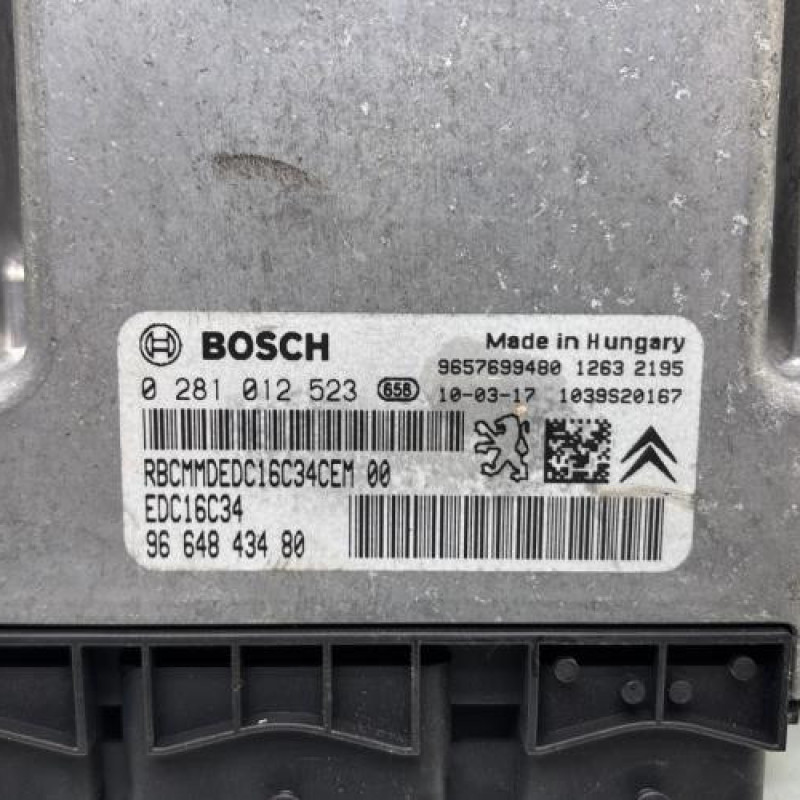 BOSCH
Made in Hungary
9657699480 1263 2195
0 281 012 523 658 10-03-17 1039S20167
RBCMMDEDC16C34CEM 00
EDC16C34
96 648 434 80